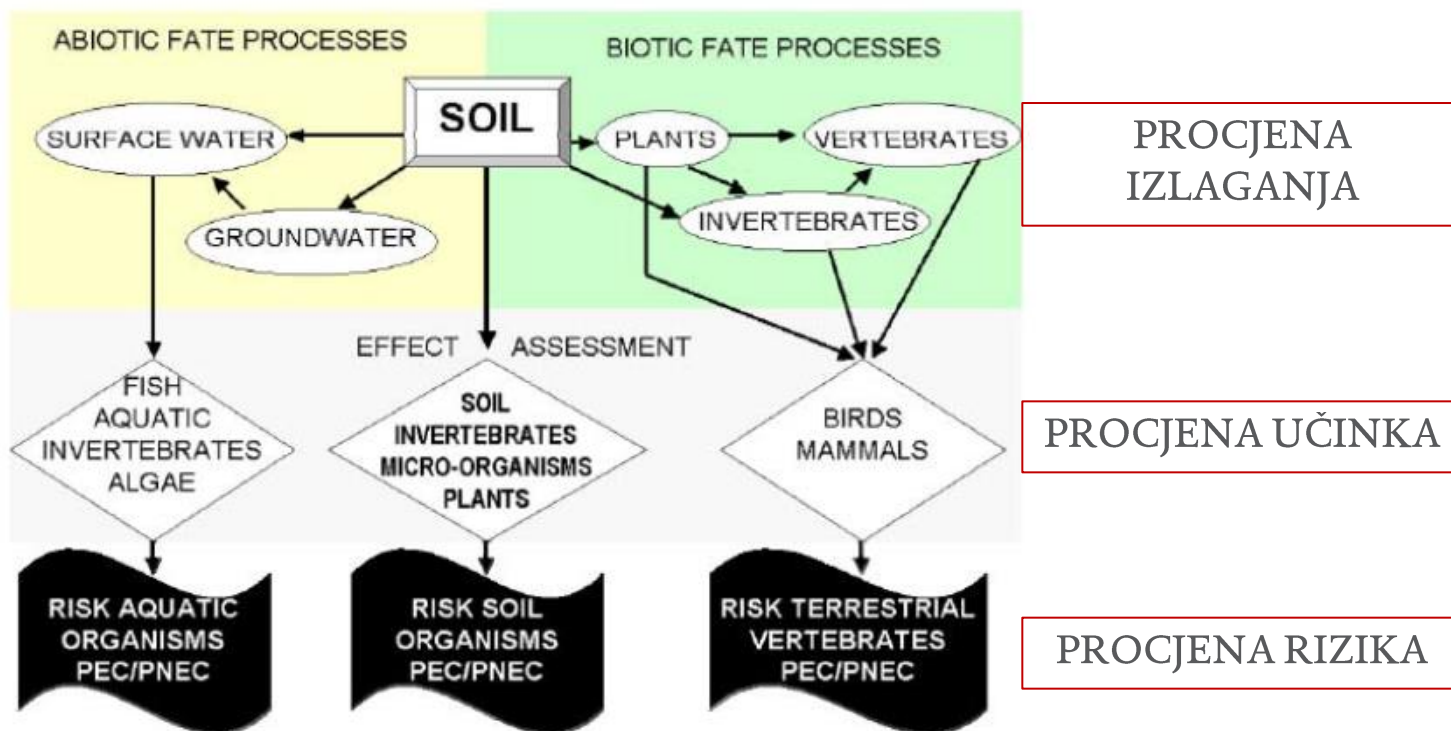 ABIOTIC FATE PROCESSES
BIOTIC FATE PROCESSES
SOIL
SURFACE WATER
GROUNDWATER
PLANTS
VERTEBRATES
INVERTEBRATES
PROCJENA
IZLAGANJA
EFFECT ASSESSMENT
FISH
AQUATIC
INVERTEBRATES
ALGAE
SOIL
INVERTEBRATES
MICRO-ORGANISMS
PLANTS
BIRDS
MAMMALS
PROCJENA UČINKA
RISK AQUATIC
ORGANISMS
PEC/PNEC
RISK SOIL
ORGANISMS
PEC/PNEC
RISK TERRESTRIAL
VERTEBRATES
PEC/PNEC
PROCJENA RIZIKA